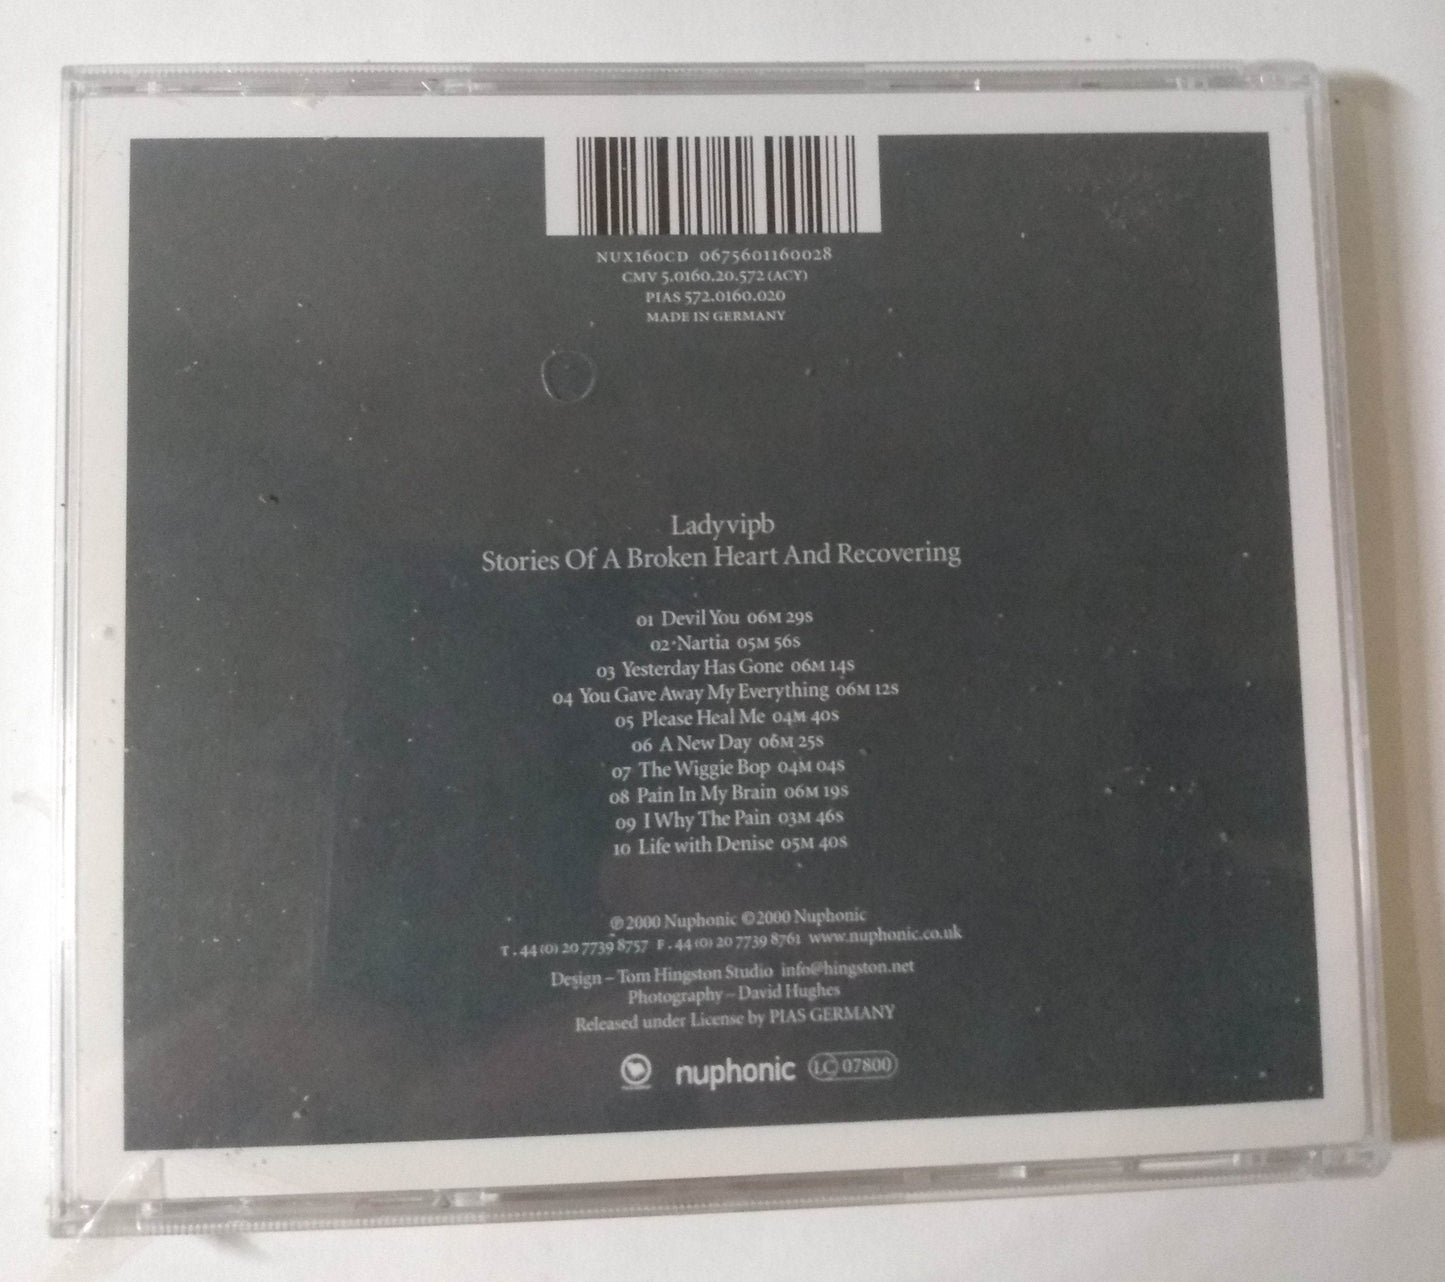 NUX160CD 0675601160028
CMV 5.0160.20.572 (ACY)
PIAS 572.0160.020
MADE IN GERMANY
Ladyvipb
Stories Of A Broken Heart And Recovering
01 Devil You 06M 29S
02 Nartia 05M 56S
03 Yesterday Has Gone 06M 14S
04 You Gave Away My Everything 06M 12S
05 Please Heal Me 04M 40S
06 A New Day 06M 25S
07 The Wiggie Bop 04M 04S
08 Pain In My Brain 06M 19S
09 I Why The Pain 03M 46S
10 Life with Denise 05M 40S
℗ 2000 Nuphonic © 2000 Nuphonic
T . 44 (0) 20 7739 8757 F . 44 (0) 20 7739 8761 www.nuphonic.co.uk
Design – Tom Hingston Studio info@hingston.net
Photography – David Hughes
Released under License by PIAS GERMANY
nuphonic LC 07800